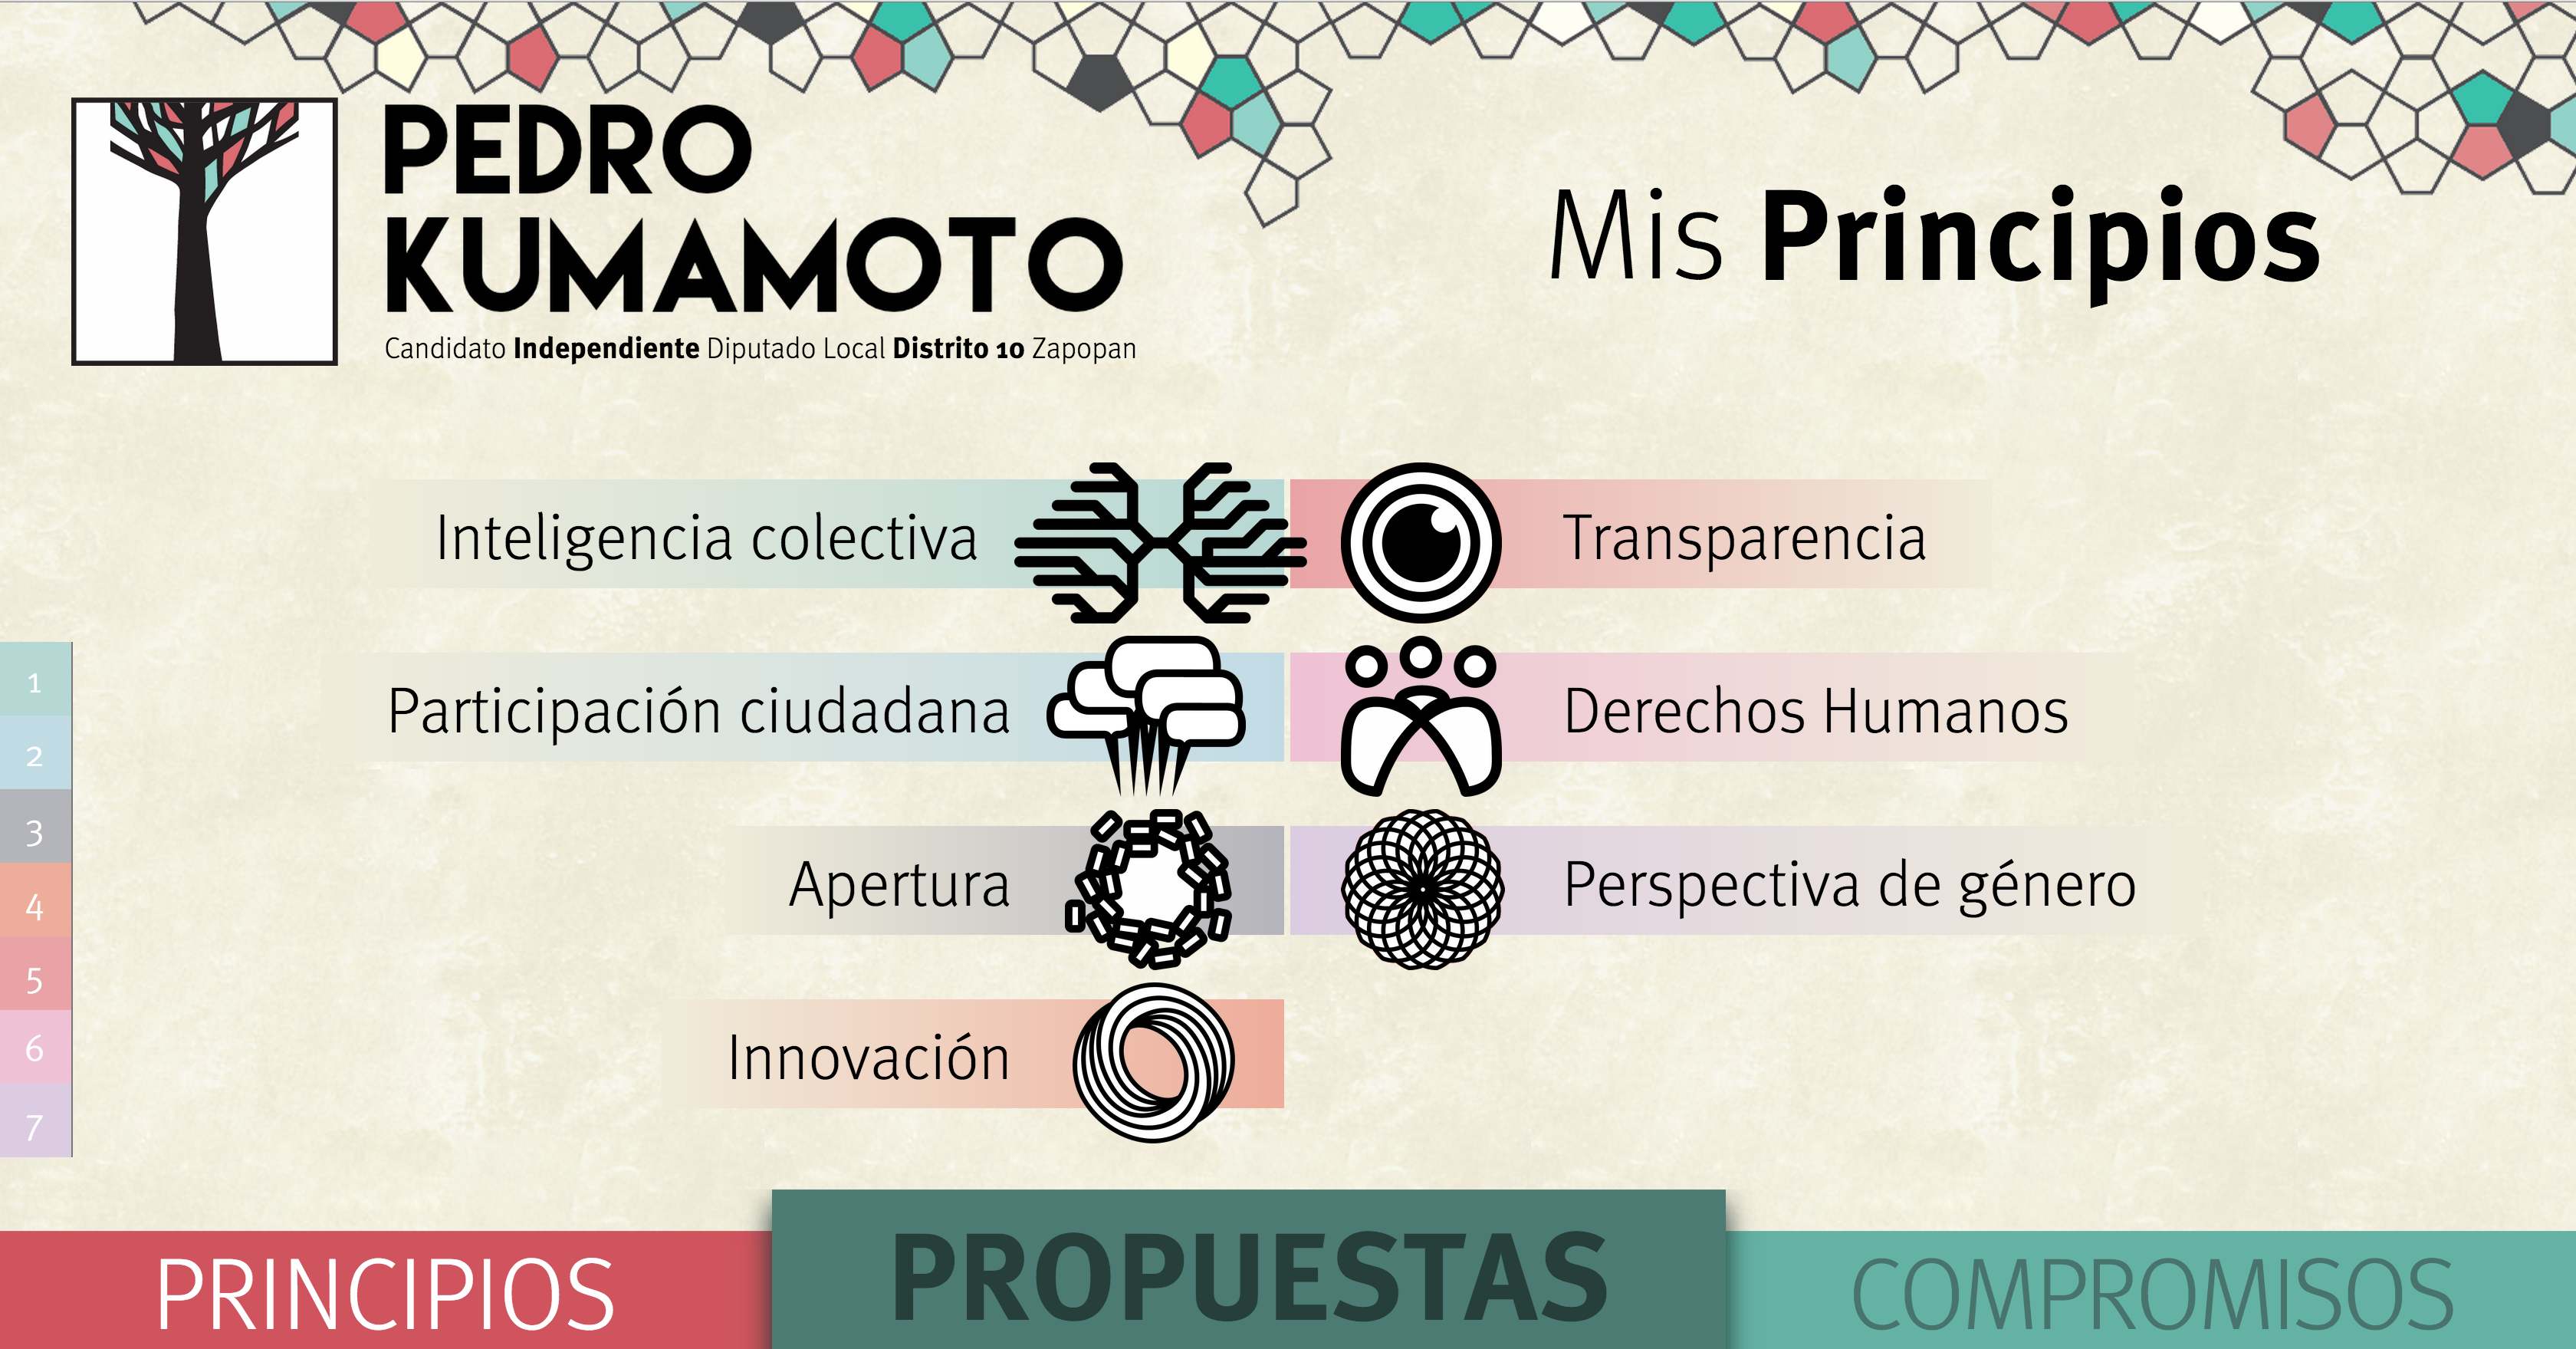 PEDRO
KUMAMOTO
Candidato Independiente Diputado Local Distrito 10 Zapopan
Mis Principios
Inteligencia colectiva
Transparencia
Participación ciudadana
Derechos Humanos
Apertura
Perspectiva de género
Innovación
1
2
3
4
5
6
7
PRINCIPIOS
PROPUESTAS
COMPROMISOS